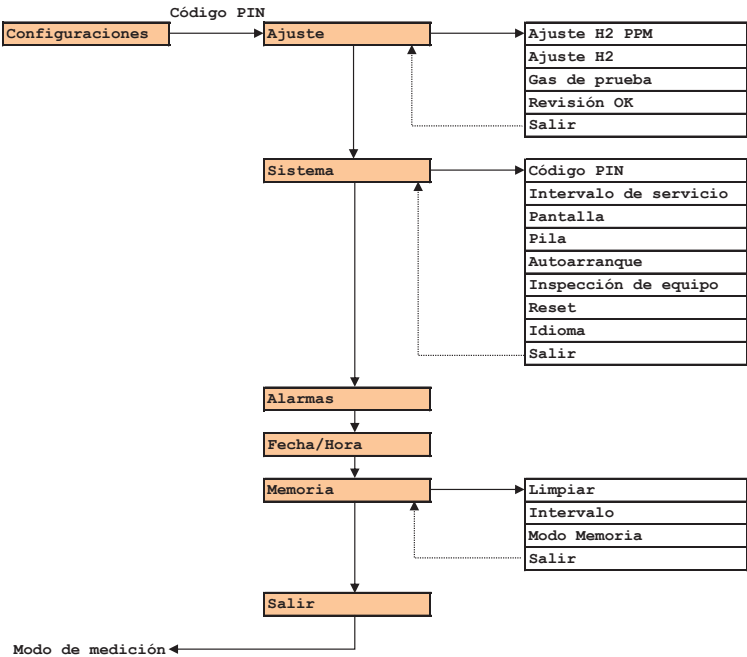 Código PIN
Configuraciones
Ajuste
Ajuste H2 PPM
Ajuste H2
Gas de prueba
Revisión OK
Salir
Sistema
Código PIN
Intervalo de servicio
Pantalla
Pila
Autoarranque
Inspección de equipo
Reset
Idioma
Salir
Alarmas
Fecha/Hora
Memoria
Limpiar
Intervalo
Modo Memoria
Salir
Salir
Modo de medición